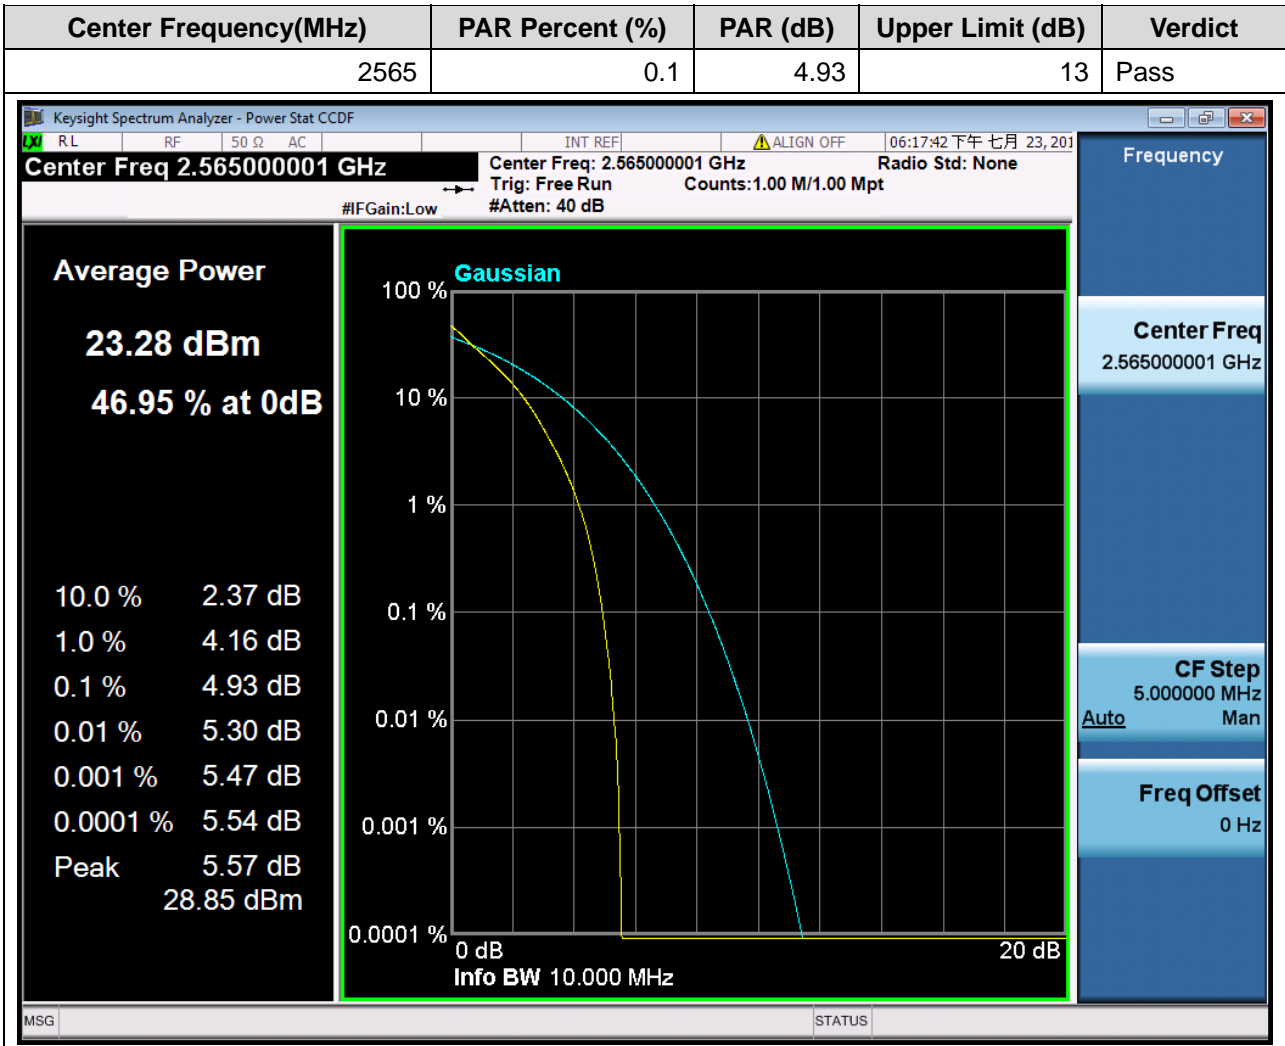 Center Frequency(MHz) PAR Percent (%) PAR (dB) Upper Limit (dB) Verdict
2565 0.1 4.93 13 Pass
Keysight Spectrum Analyzer - Power Stat CCDF
LXI RL RF 50 Ω AC INT REF ALIGN OFF 06:17:42 下午 七月 23, 201
Center Freq 2.565000001 GHz
Center Freq: 2.565000001 GHz Radio Std: None
Trig: Free Run Counts:1.00 M/1.00 Mpt
#IFGain:Low #Atten: 40 dB
Frequency
Average Power
23.28 dBm
46.95 % at 0dB
10.0 % 2.37 dB
1.0 % 4.16 dB
0.1 % 4.93 dB
0.01 % 5.30 dB
0.001 % 5.47 dB
0.0001 % 5.54 dB
Peak 5.57 dB
28.85 dBm
Gaussian
100 %
10 %
1 %
0.1 %
0.01 %
0.001 %
0.0001 %
0 dB 20 dB
Info BW 10.000 MHz
Center Freq
2.565000001 GHz
CF Step
5.000000 MHz
Auto Man
Freq Offset
0 Hz
MSG STATUS